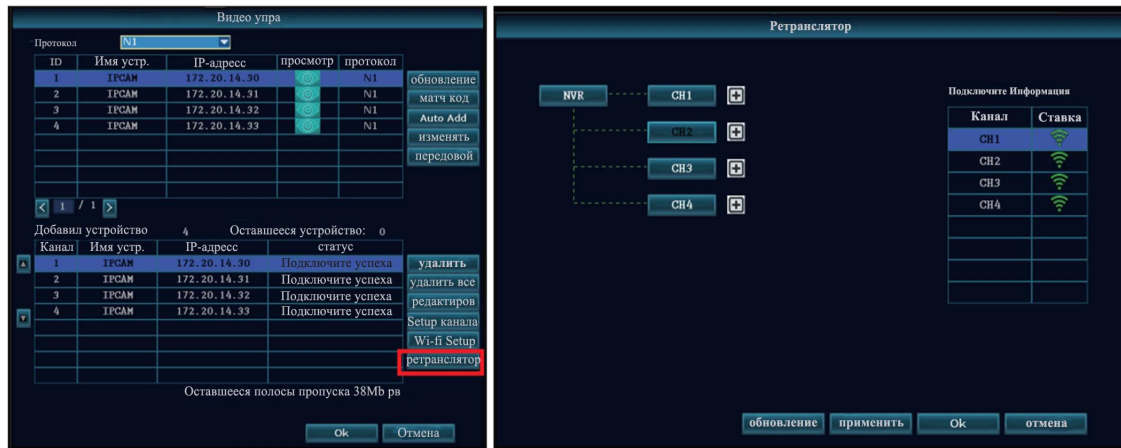 Видео упра
Протокол N1
ID Имя устр. IP-адресс просмотр протокол
1 IPCAM 172.20.14.30 N1 обновление
2 IPCAM 172.20.14.31 N1 матч код
3 IPCAM 172.20.14.32 N1 Auto Add
4 IPCAM 172.20.14.33 N1 изменять
передовой
< 1 / 1 >
Добавил устройство 4 Оставшееся устройство: 0
Канал Имя устр. IP-адресс статус
1 IPCAM 172.20.14.30 Подключите успеха удалить
2 IPCAM 172.20.14.31 Подключите успеха удалить все
3 IPCAM 172.20.14.32 Подключите успеха редактиров
4 IPCAM 172.20.14.33 Подключите успеха Setup канала
Wi-fi Setup
ретранслятор
Оставшееся полосы пропуска 38Mb рв
Ok Отмена
Ретранслятор
NVR CH1
CH2
CH3
CH4
Подключите Информация
Канал Ставка
CH1
CH2
CH3
CH4
обновление применить Ok отмена